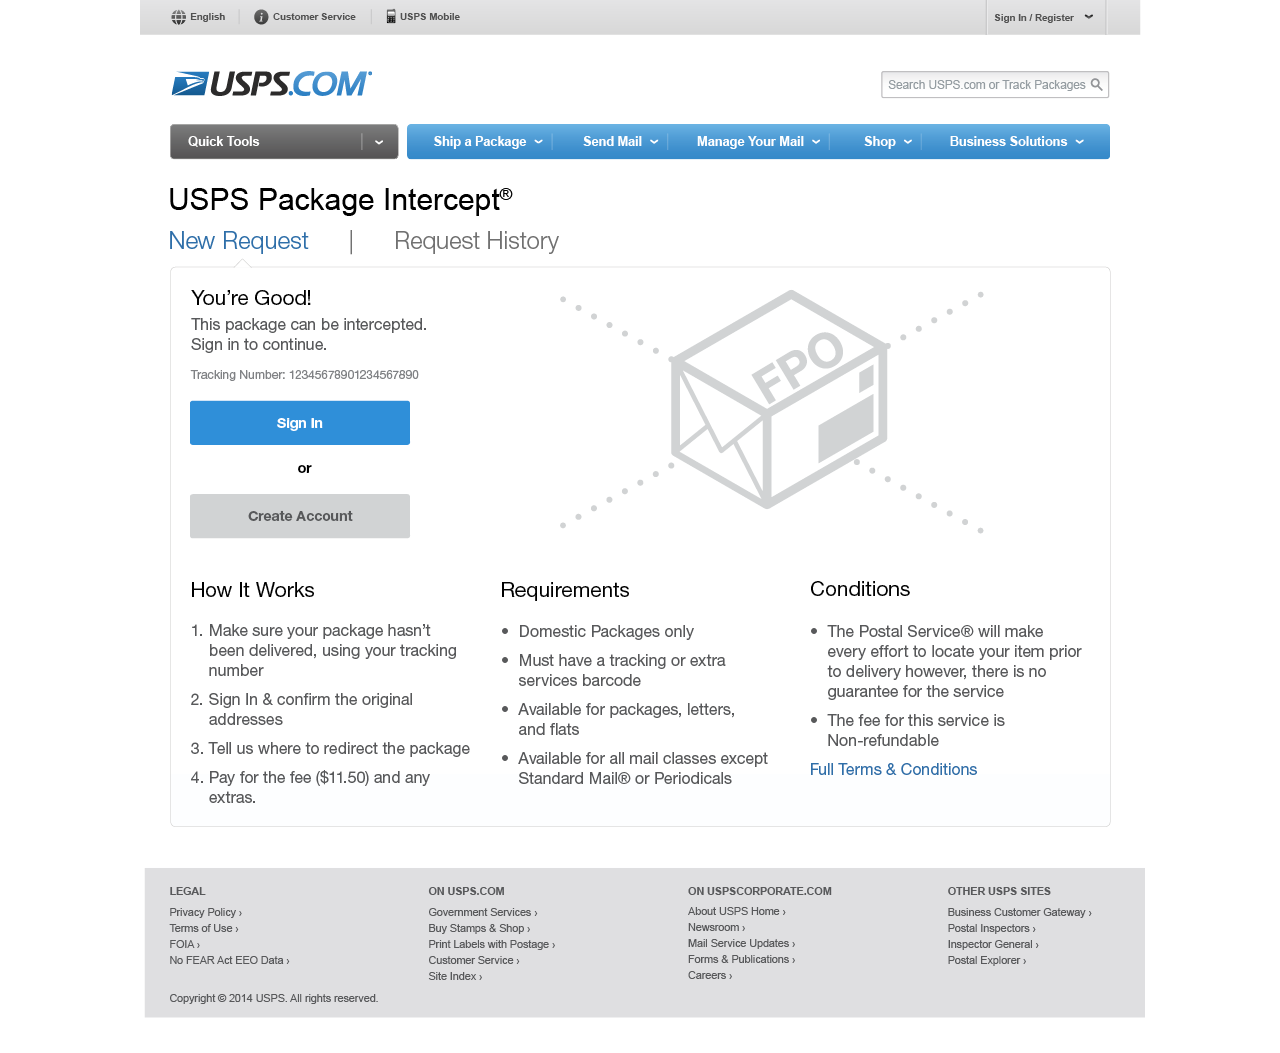 English
Customer Service
USPS Mobile
Sign In / Register
USPS.COM
Search USPS.com or Track Packages
Quick Tools
Ship a Package
Send Mail
Manage Your Mail
Shop
Business Solutions
USPS Package Intercept®
New Request | Request History
You’re Good!
This package can be intercepted.
Sign in to continue.
Tracking Number: 12345678901234567890
Sign In
or
Create Account
FPO
How It Works
1. Make sure your package hasn’t
been delivered, using your tracking
number
2. Sign In & confirm the original
addresses
3. Tell us where to redirect the package
4. Pay for the fee ($11.50) and any
extras.
Requirements
• Domestic Packages only
• Must have a tracking or extra
services barcode
• Available for packages, letters,
and flats
• Available for all mail classes except
Standard Mail® or Periodicals
Conditions
• The Postal Service® will make
every effort to locate your item prior
to delivery however, there is no
guarantee for the service
• The fee for this service is
Non-refundable
Full Terms & Conditions
LEGAL
Privacy Policy ›
Terms of Use ›
FOIA ›
No FEAR Act EEO Data ›
ON USPS.COM
Government Services ›
Buy Stamps & Shop ›
Print Labels with Postage ›
Customer Service ›
Site Index ›
ON USPSCORPORATE.COM
About USPS Home ›
Newsroom ›
Mail Service Updates ›
Forms & Publications ›
Careers ›
OTHER USPS SITES
Business Customer Gateway ›
Postal Inspectors ›
Inspector General ›
Postal Explorer ›
Copyright © 2014 USPS. All rights reserved.